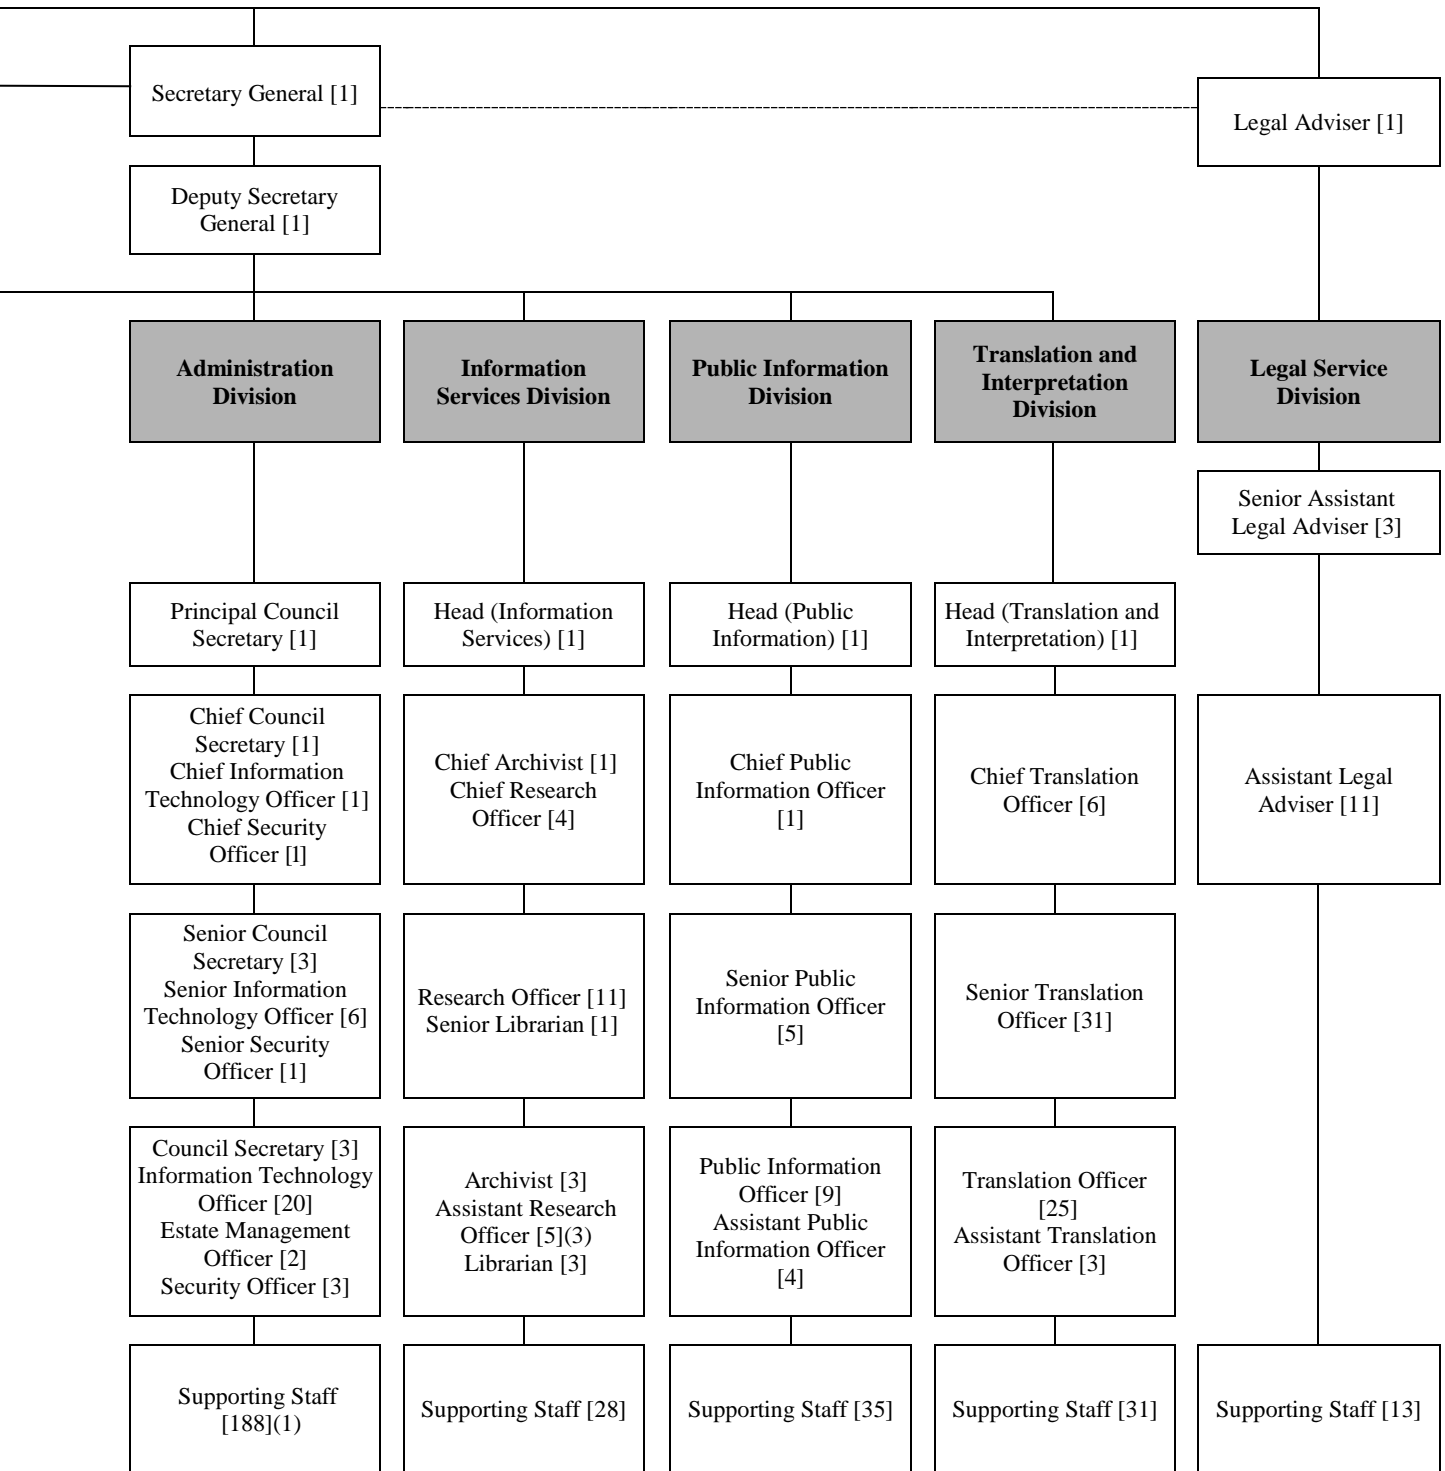 Secretary General [1]
Legal Adviser [1]
Deputy Secretary
General [1]
Administration
Division
Information
Services Division
Public Information
Division
Translation and
Interpretation
Division
Legal Service
Division
Senior Assistant
Legal Adviser [3]
Principal Council
Secretary [1]
Head (Information
Services) [1]
Head (Public
Information) [1]
Head (Translation and
Interpretation) [1]
Chief Council
Secretary [1]
Chief Information
Technology Officer [1]
Chief Security
Officer [1]
Chief Archivist [1]
Chief Research
Officer [4]
Chief Public
Information Officer
[1]
Chief Translation
Officer [6]
Assistant Legal
Adviser [11]
Senior Council
Secretary [3]
Senior Information
Technology Officer [6]
Senior Security
Officer [1]
Research Officer [11]
Senior Librarian [1]
Senior Public
Information Officer
[5]
Senior Translation
Officer [31]
Council Secretary [3]
Information Technology
Officer [20]
Estate Management
Officer [2]
Security Officer [3]
Archivist [3]
Assistant Research
Officer [5](3)
Librarian [3]
Public Information
Officer [9]
Assistant Public
Information Officer
[4]
Translation Officer
[25]
Assistant Translation
Officer [3]
Supporting Staff
[188](1)
Supporting Staff [28]
Supporting Staff [35]
Supporting Staff [31]
Supporting Staff [13]